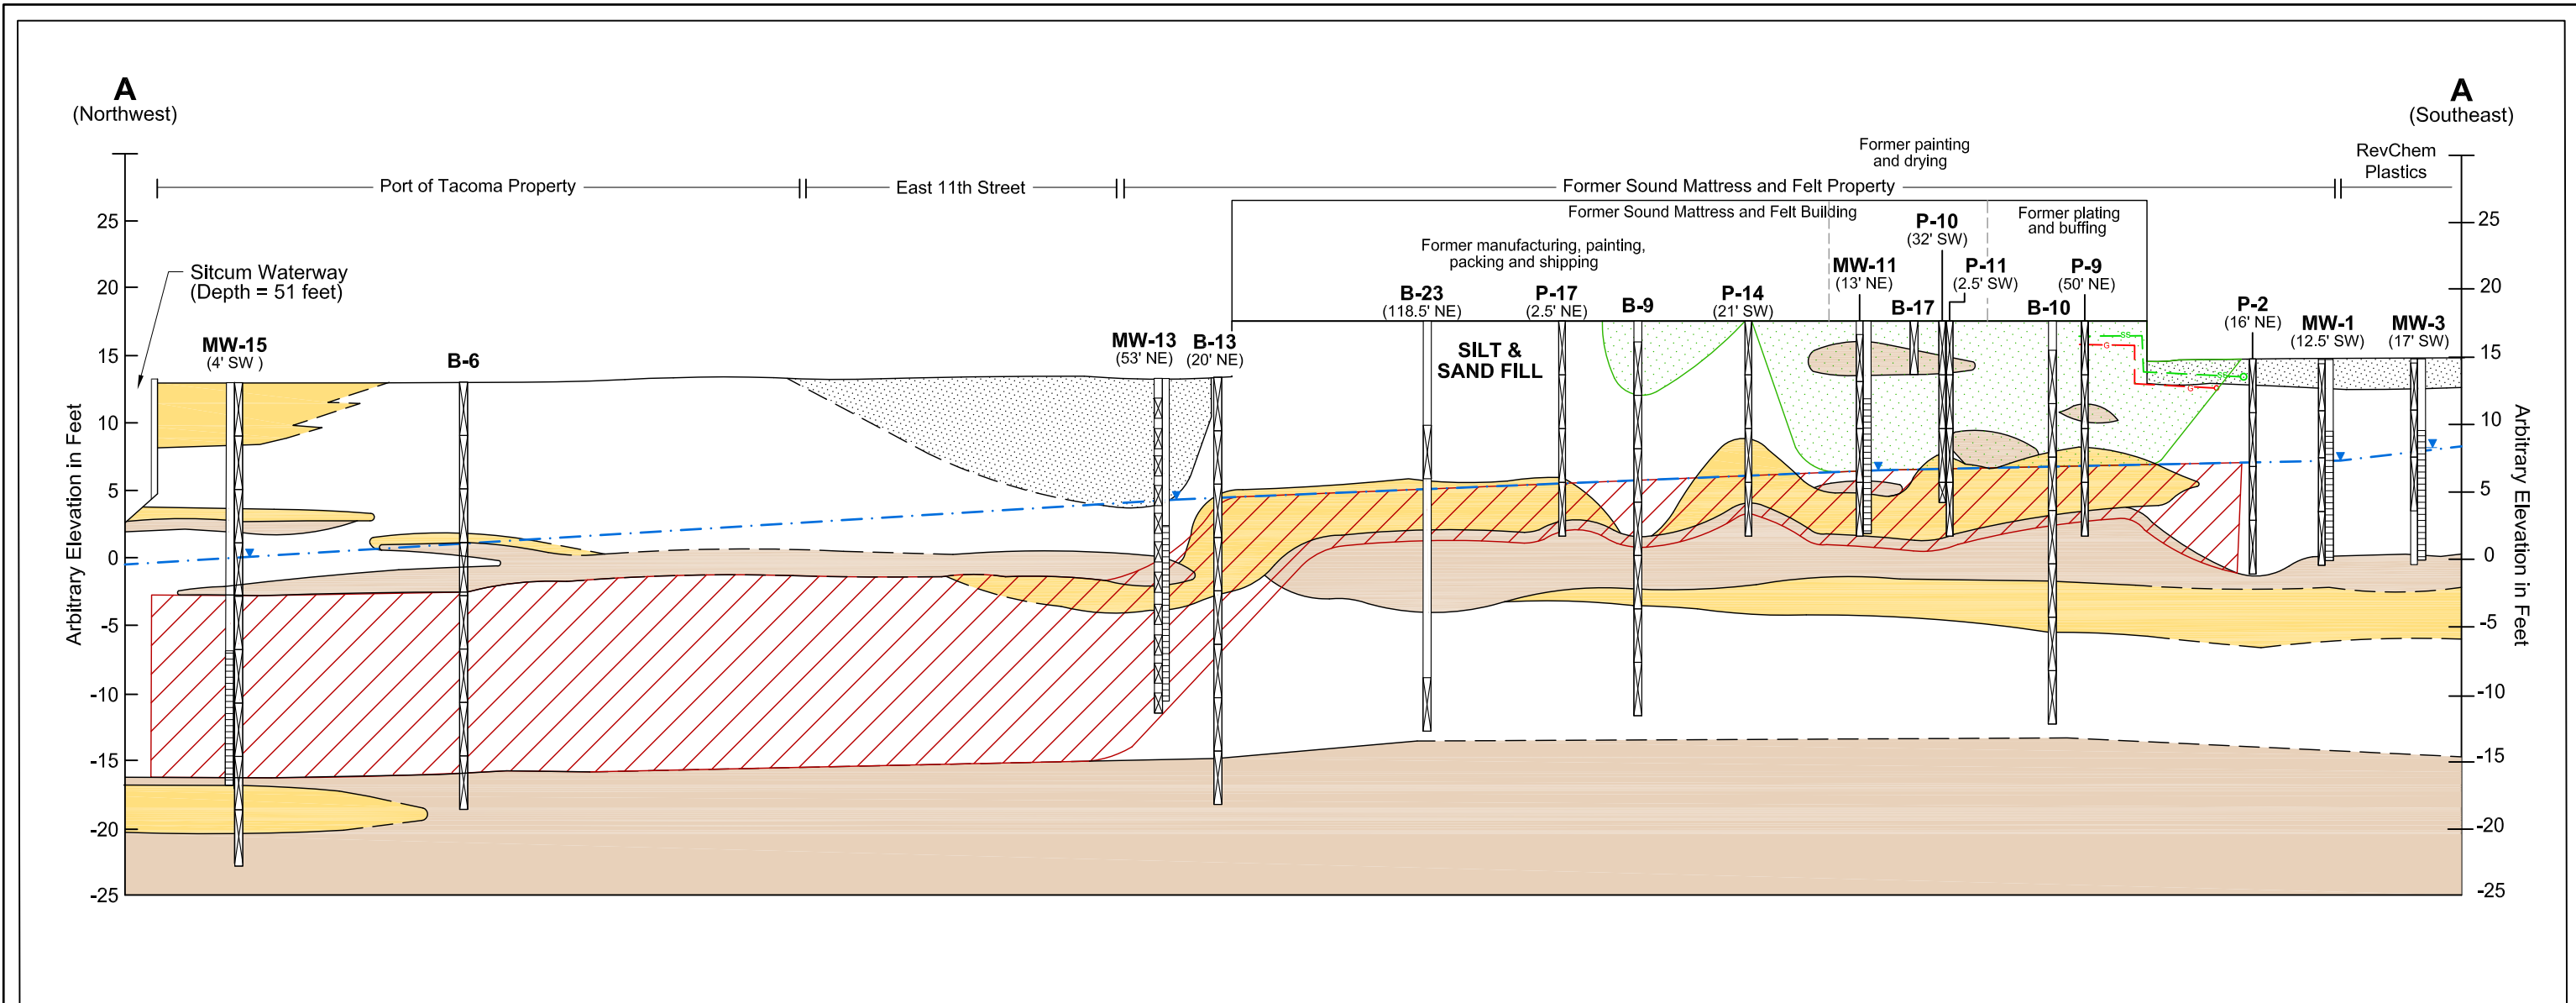 A
(Northwest)
A
(Southeast)
Port of Tacoma Property
East 11th Street
Former Sound Mattress and Felt Property
RevChem
Plastics
Former painting
and drying
Former Sound Mattress and Felt Building
Former plating
and buffing
Former manufacturing, painting,
packing and shipping
Sitcum Waterway
(Depth = 51 feet)
MW-15
(4' SW )
B-6
MW-13
(53' NE)
B-13
(20' NE)
B-23
(118.5' NE)
P-17
(2.5' NE)
B-9
P-14
(21' SW)
MW-11
(13' NE)
B-17
P-10
(32' SW)
P-11
(2.5' SW)
B-10
P-9
(50' NE)
P-2
(16' NE)
MW-1
(12.5' SW)
MW-3
(17' SW)
SILT &
SAND FILL
SS
G
SS
G
Arbitrary Elevation in Feet
25
20
15
10
5
0
-5
-10
-15
-20
-25
25
20
15
10
5
0
-5
-10
-15
-20
-25
Arbitrary Elevation in Feet